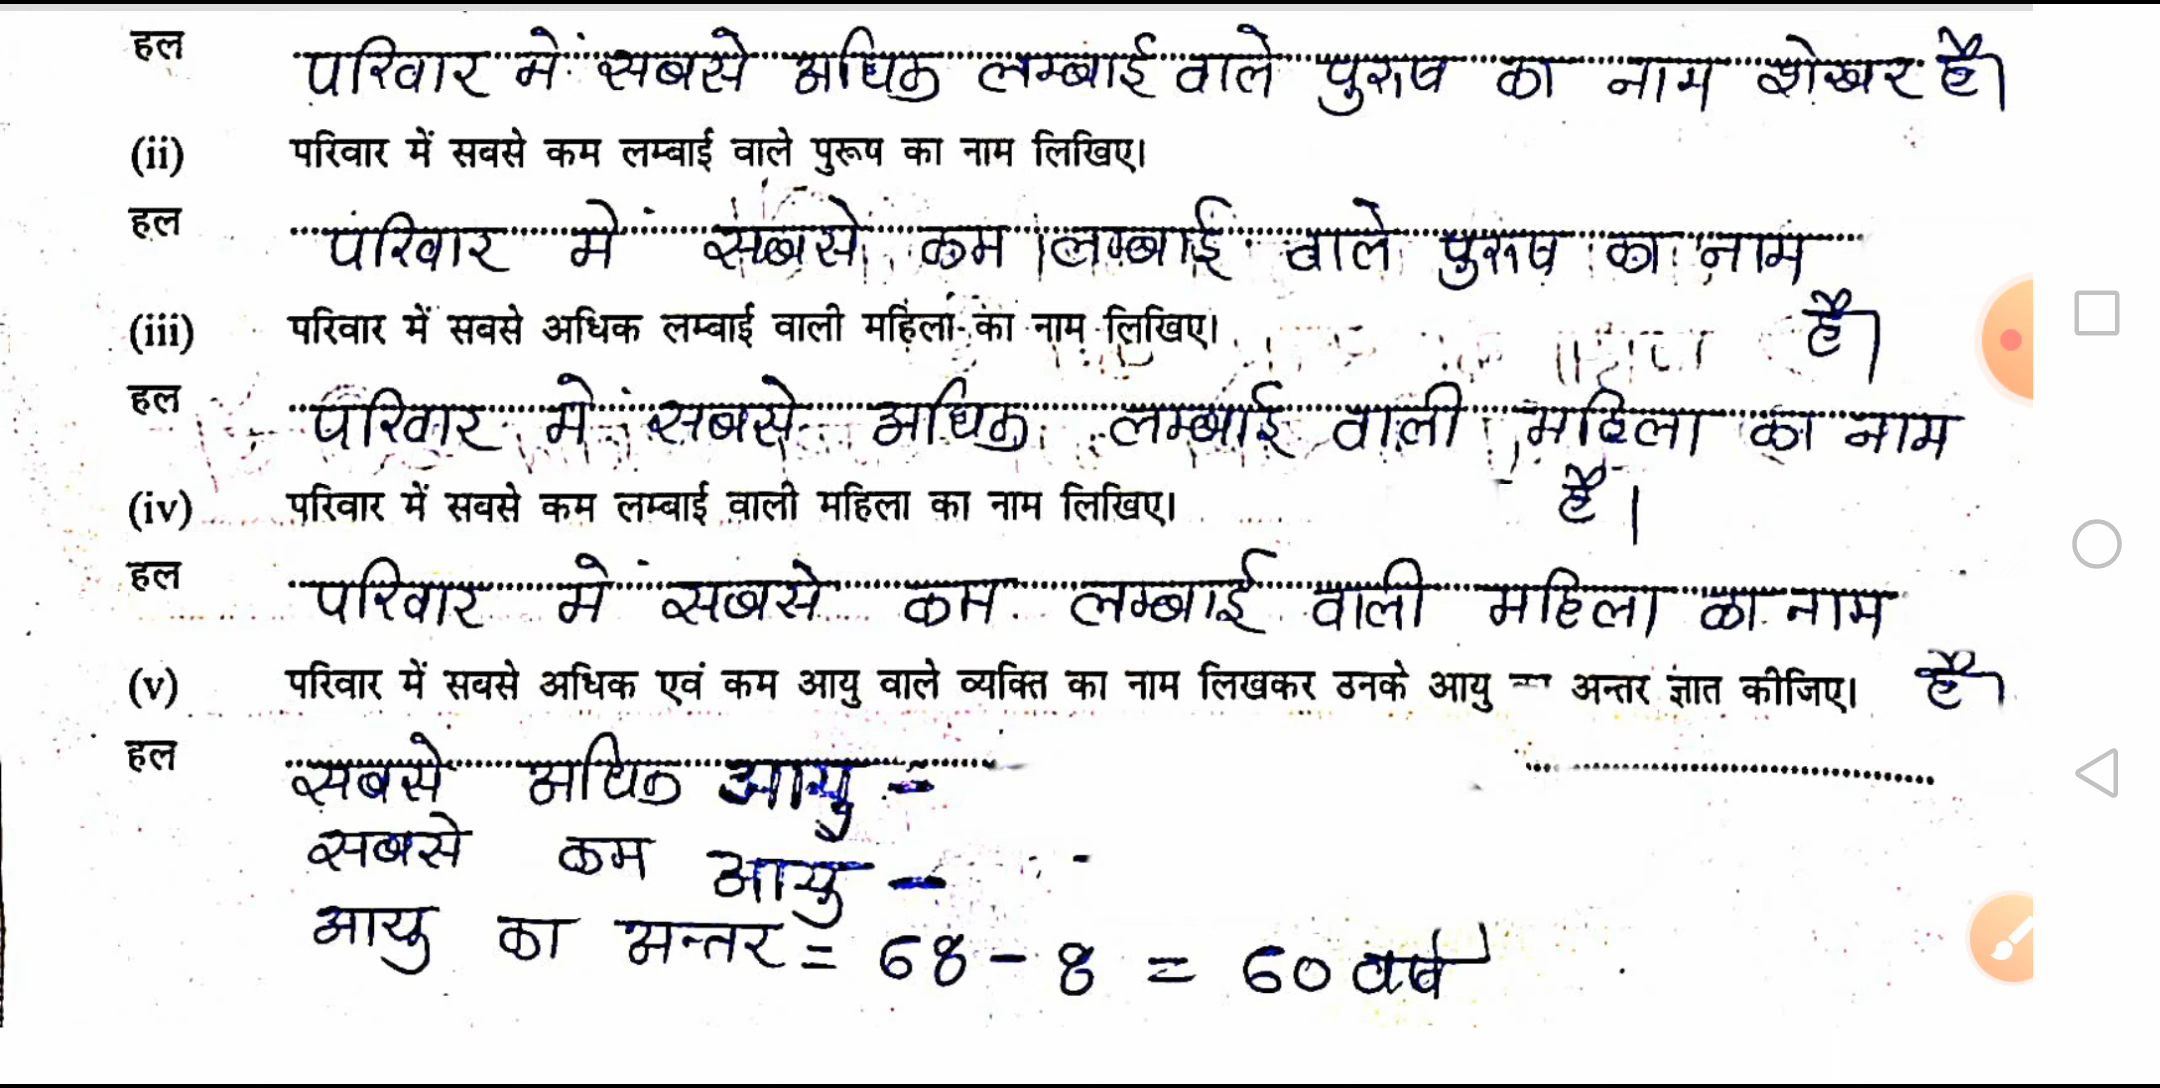 हल परिवार में सबसे अधिक लम्बाई वाले पुरूष का नाम शेखर है।
(ii) परिवार में सबसे कम लम्बाई वाले पुरूष का नाम लिखिए।
हल परिवार में सबसे कम लम्बाई वाले पुरूष का नाम
है।
(iii) परिवार में सबसे अधिक लम्बाई वाली महिला का नाम लिखिए।
हल परिवार में सबसे अधिक लम्बाई वाली महिला का नाम
है।
(iv) परिवार में सबसे कम लम्बाई वाली महिला का नाम लिखिए।
हल परिवार में सबसे कम लम्बाई वाली महिला का नाम
है।
(v) परिवार में सबसे अधिक एवं कम आयु वाले व्यक्ति का नाम लिखकर उनके आयु अन्तर ज्ञात कीजिए।
हल सबसे अधिक आयु -
सबसे कम आयु -
आयु का अन्तर = 68 - 8 = 60 वर्ष